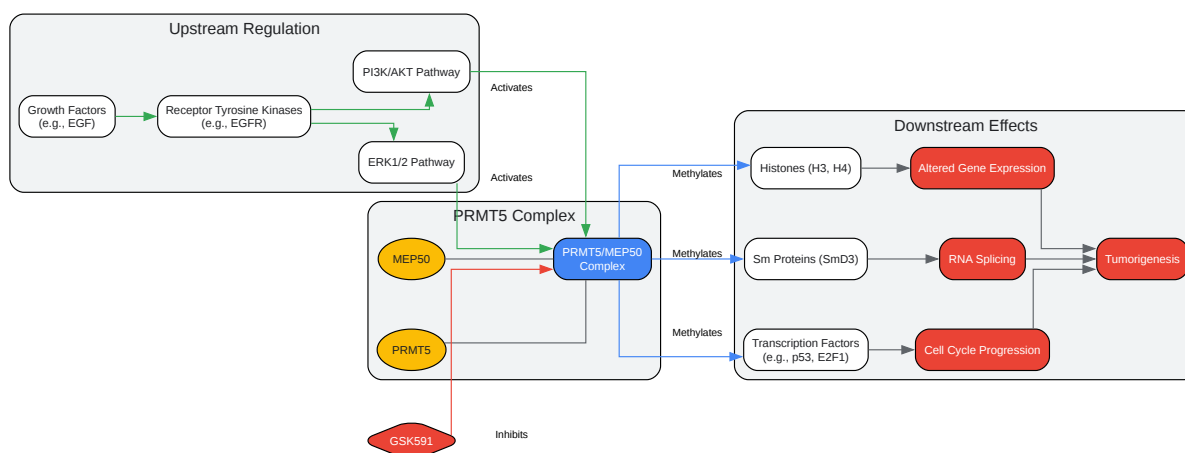 Upstream Regulation
PI3K/AKT Pathway
Activates
Growth Factors
(e.g., EGF)
Receptor Tyrosine Kinases
(e.g., EGFR)
ERK1/2 Pathway
Activates
PRMT5 Complex
MEP50
PRMT5/MEP50
Complex
PRMT5
GSK591
Inhibits
Methylates
Methylates
Methylates
Downstream Effects
Histones (H3, H4)
Altered Gene Expression
Sm Proteins (SmD3)
RNA Splicing
Tumorigenesis
Transcription Factors
(e.g., p53, E2F1)
Cell Cycle Progression